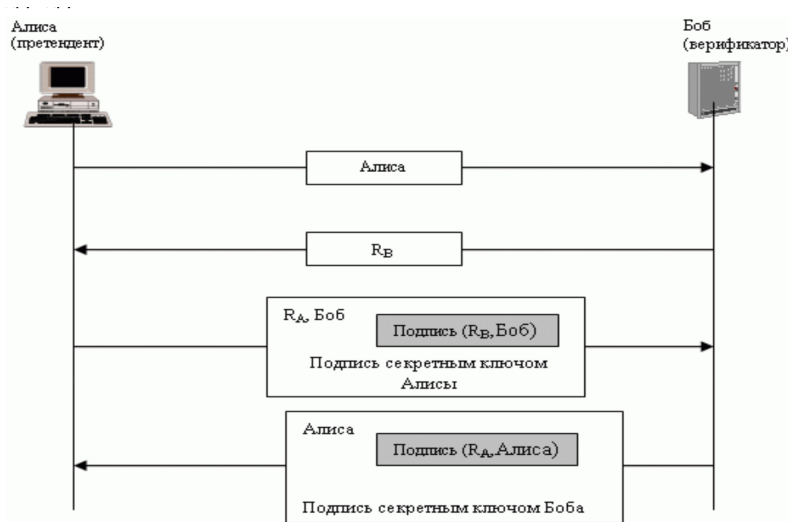 Алиса
(претендент)
Боб
(верификатор)
Алиса
RB
RA, Боб
Подпись (RB,Боб)
Подпись секретным ключом
Алисы
Алиса
Подпись (RA,Алиса)
Подпись секретным ключом Боба